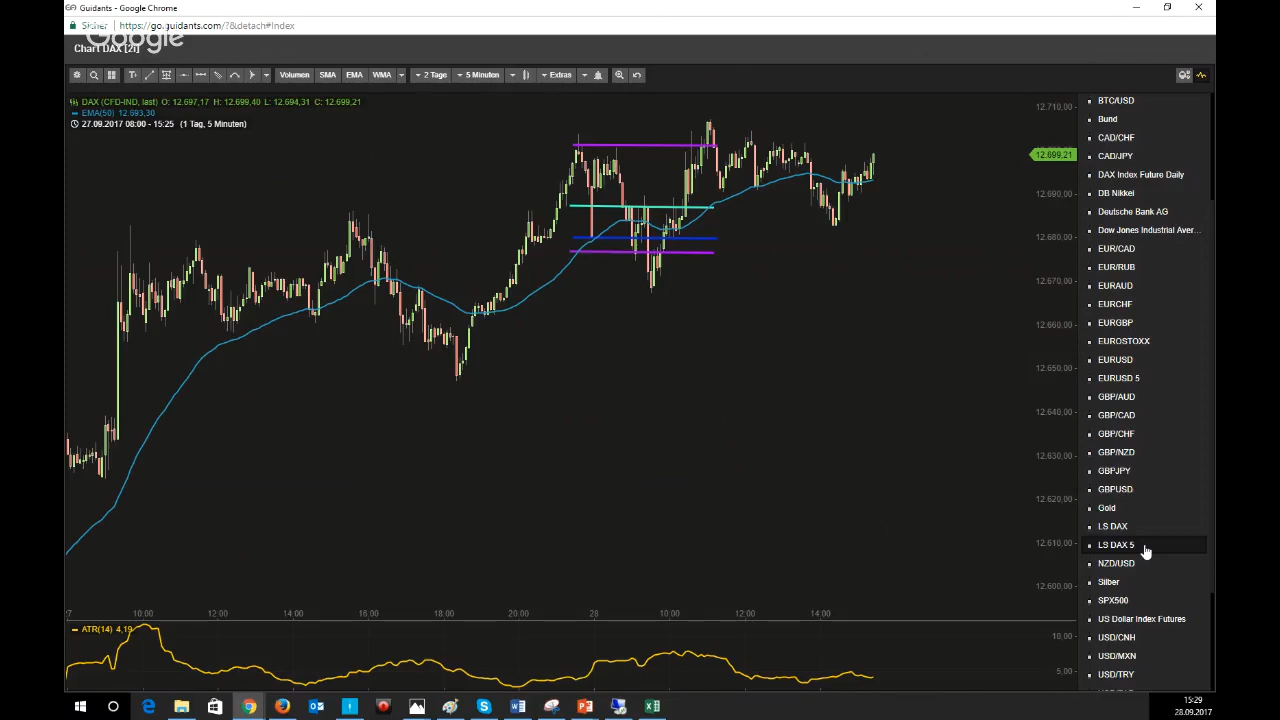 Guidants - Google Chrome
Sicher
https://go.guidants.com/?&detach#Index
Google
Chart DAX [2i]
Volumen SMA EMA WMA 2 Tage 5 Minuten Extras
DAX (CFD-IND, last) O: 12.697,17 H: 12.699,40 L: 12.694,31 C: 12.699,21
EMA(50) 12.693,30
27.09.2017 08:00 - 15:25 (1 Tag, 5 Minuten)
12.710,00
12.699,21
12.690,00
12.680,00
12.670,00
12.660,00
12.650,00
12.640,00
12.630,00
12.620,00
12.610,00
12.600,00
BTC/USD
Bund
CAD/CHF
CAD/JPY
DAX Index Future Daily
DB Nikkei
Deutsche Bank AG
Dow Jones Industrial Aver...
EUR/CAD
EUR/RUB
EURAUD
EURCHF
EURGBP
EUROSTOXX
EURUSD
EURUSD 5
GBP/AUD
GBP/CAD
GBP/CHF
GBP/NZD
GBPJPY
GBPUSD
Gold
LS DAX
LS DAX 5
NZD/USD
Silber
SPX500
US Dollar Index Futures
USD/CNH
USD/MXN
USD/TRY
10:00 12:00 14:00 16:00 18:00 20:00 28 10:00 12:00 14:00
ATR(14) 4,19
10,00
5,00
15:29
28.09.2017